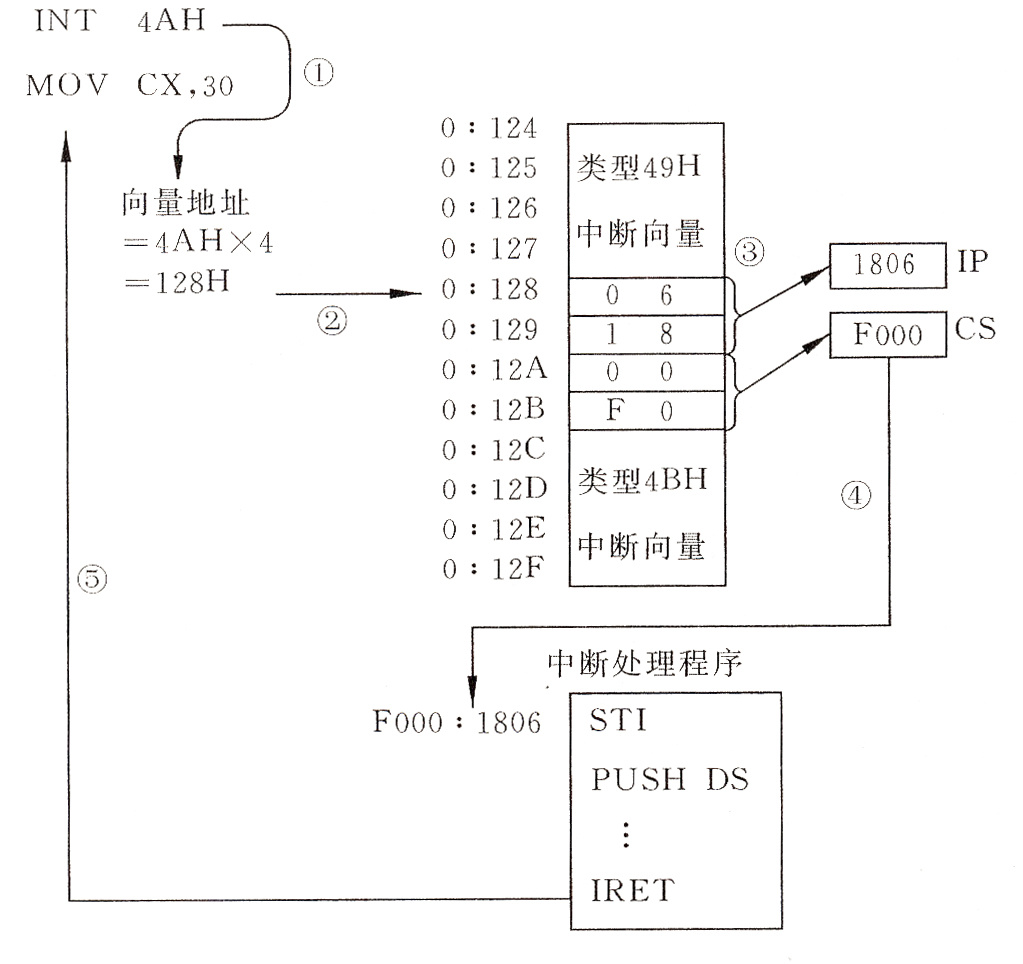 INT 4AH
MOV CX,30
①
向量地址
=4AH×4
=128H
②
0:124
0:125
0:126
0:127
0:128
0:129
0:12A
0:12B
0:12C
0:12D
0:12E
0:12F
类型49H
中断向量
0 6
1 8
0 0
F 0
类型4BH
中断向量
③
1806 IP
F000 CS
④
⑤
中断处理程序
F000:1806
STI
PUSH DS
⋮
IRET